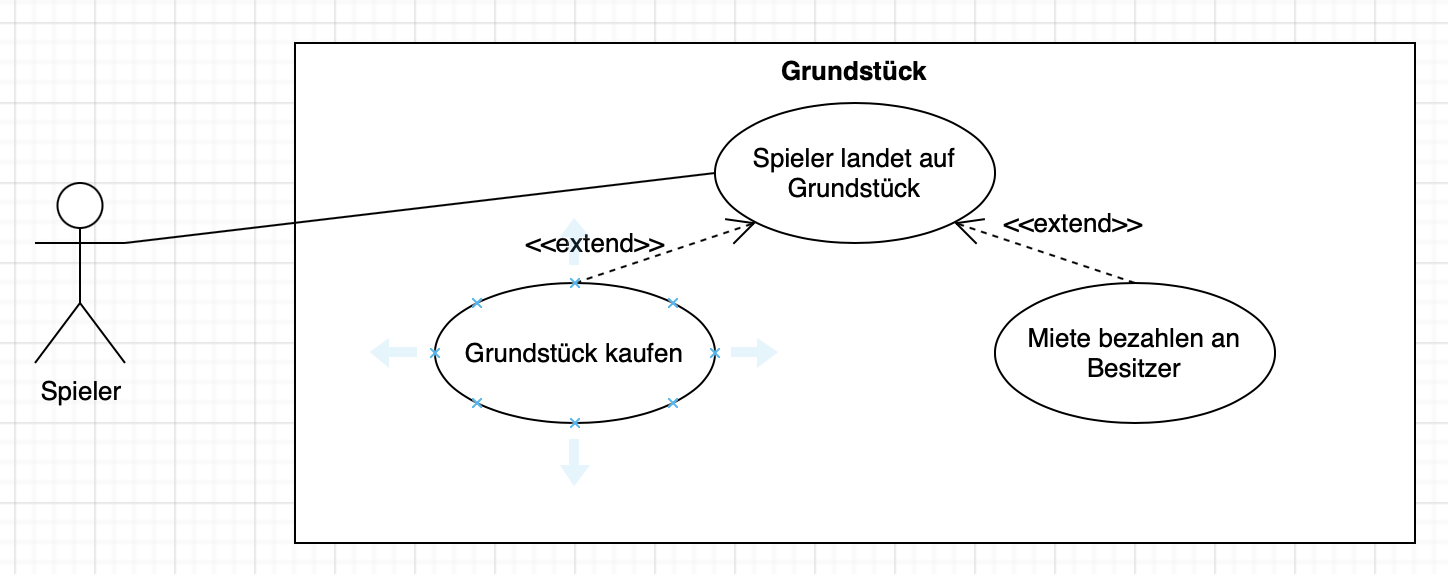 Grundstück
Spieler landet auf
Grundstück
<<extend>>
<<extend>>
Grundstück kaufen
Miete bezahlen an
Besitzer
Spieler